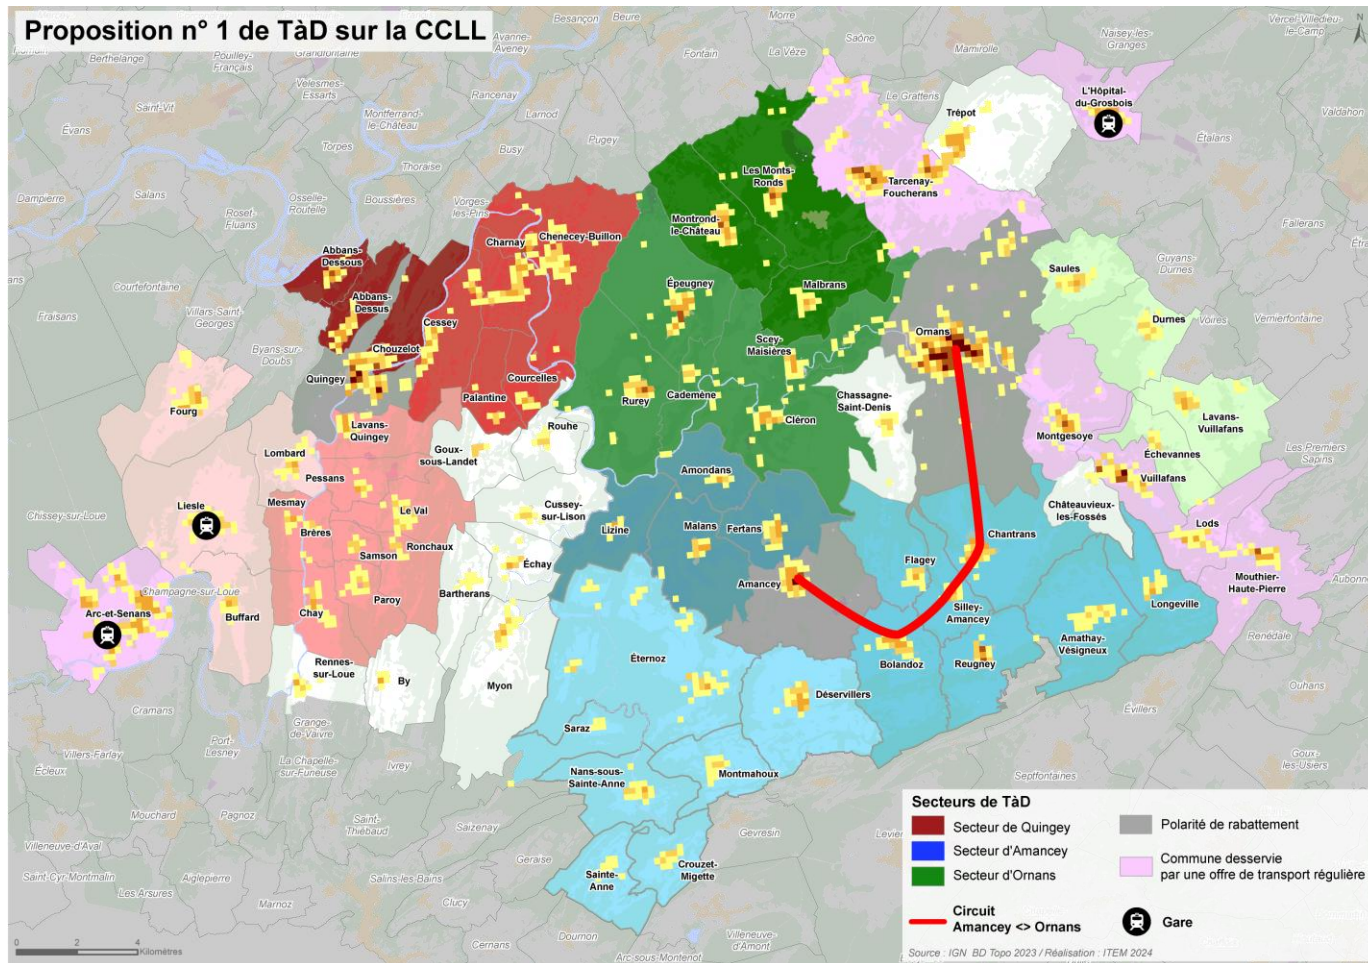 Proposition n° 1 de TàD sur la CCLL
Besançon
Beure
Morre
Saône
Naisey-les-
Granges
Vercel-Villedieu-
le-Camp
N
Berthelange
Pouilley-
Français
Grandfontaine
Avanne-
Aveney
Fontain
La Vèze
Mamirolle
Velesmes-
Essarts
Rancenay
Larnod
Le Gratteris
L'Hôpital-
du-Grosbois
Valdahon
Saint-Vit
Montferrand-
le-Château
Pugey
Trépot
Étalans
Évans
Torpes
Busy
Thoraise
Dampierre
Salans
Osselle-
Routelle
Boussières
Vorges-
les-Pins
Les Monts-
Ronds
Tarcenay-
Foucherans
Roset-
Fluans
Montrond-
le-Château
Fallerans
Charnay
Chenecey-Buillon
Abbans-
Dessous
Guyans-
Durnes
Saules
Courtefontaine
Épeugney
Malbrans
Abbans-
Dessus
Villars-Saint-
Georges
Fraisans
Cessey
Durnes
Voires
Vernierfontaine
Ornans
Scey-
Maisières
Byans-sur-
Doubs
Chouzelot
Quingey
Courcelles
Palantine
Rurey
Cademène
Chassagne-
Saint-Denis
Fourg
Lavans-
Quingey
Cléron
Lavans-
Vuillafans
Rouhe
Montgesoye
Goux-
sous-Landet
Lombard
Échevannes
Les Premiers
Sapins
Pessans
Amondans
Vuillafans
Mesmay
Liesle
Le Val
Cussey-
sur-Lison
Châteauvieux-
les-Fossés
Chissey-sur-Loue
Brères
Lizine
Malans
Fertans
Chantrans
Lods
Ronchaux
Samson
Échay
Flagey
Mouthier-
Haute-Pierre
Champagne-sur-Loue
Bartherans
Amancey
Arc-et-Senans
Paroy
Silley-
Amancey
Longeville
Buffard
Chay
Amathay-
Vésigneux
Renédale
Rennes-
sur-Loue
By
Myon
Éternoz
Bolandoz
Reugney
Ouhans
Déservillers
Cramans
Évillers
Port-
Lesney
Grange-
de-Vaivre
Saraz
Villers-Farlay
Écleux
La Chapelle-
sur-Furieuse
Ivrey
Goux-
les-Usiers
Nans-sous-
Sainte-Anne
Montmahoux
Septfontaines
Mouchard
Pagnoz
Saint-
Thiébaud
Saizenay
Gevresin
Villeneuve-d'Aval
Geraise
Crouzet-
Migette
Sainte-
Anne
Saint-Cyr-Montmalin
Aiglepierre
Salins-les-Bains
Les Arsures
Marnoz
Clucy
Dournon
Villeneuve-
d'Amont
Cernans
Arc-sous-Montenot
0 2 4
Kilomètres
Secteurs de TàD
Secteur de Quingey
Secteur d'Amancey
Secteur d'Ornans
Circuit
Amancey <> Ornans
Polarité de rabattement
Commune desservie
par une offre de transport régulière
Gare
Source : IGN BD Topo 2023 / Réalisation : ITEM 2024